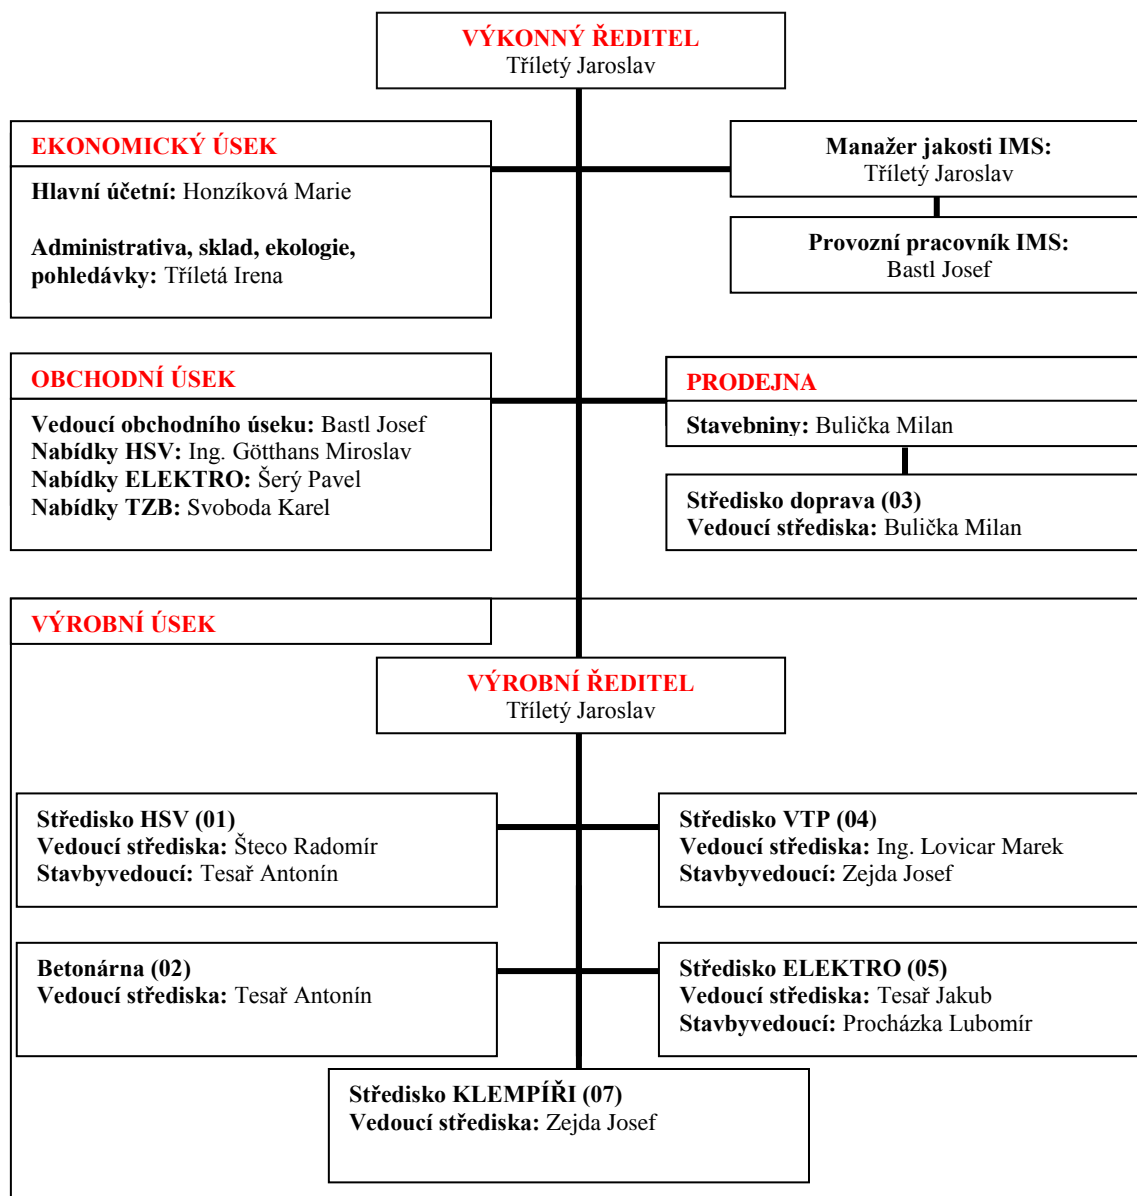 VÝKONNÝ ŘEDITEL
Tříletý Jaroslav
EKONOMICKÝ ÚSEK
Hlavní účetní: Honzíková Marie
Administrativa, sklad, ekologie,
pohledávky: Tříletá Irena
Manažer jakosti IMS:
Tříletý Jaroslav
Provozní pracovník IMS:
Bastl Josef
OBCHODNÍ ÚSEK
Vedoucí obchodního úseku: Bastl Josef
Nabídky HSV: Ing. Götthans Miroslav
Nabídky ELEKTRO: Šerý Pavel
Nabídky TZB: Svoboda Karel
PRODEJNA
Stavebniny: Bulička Milan
Středisko doprava (03)
Vedoucí střediska: Bulička Milan
VÝROBNÍ ÚSEK
VÝROBNÍ ŘEDITEL
Tříletý Jaroslav
Středisko HSV (01)
Vedoucí střediska: Šteco Radomír
Stavbyvedoucí: Tesař Antonín
Středisko VTP (04)
Vedoucí střediska: Ing. Lovicar Marek
Stavbyvedoucí: Zejda Josef
Betonárna (02)
Vedoucí střediska: Tesař Antonín
Středisko ELEKTRO (05)
Vedoucí střediska: Tesař Jakub
Stavbyvedoucí: Procházka Lubomír
Středisko KLEMPÍŘI (07)
Vedoucí střediska: Zejda Josef